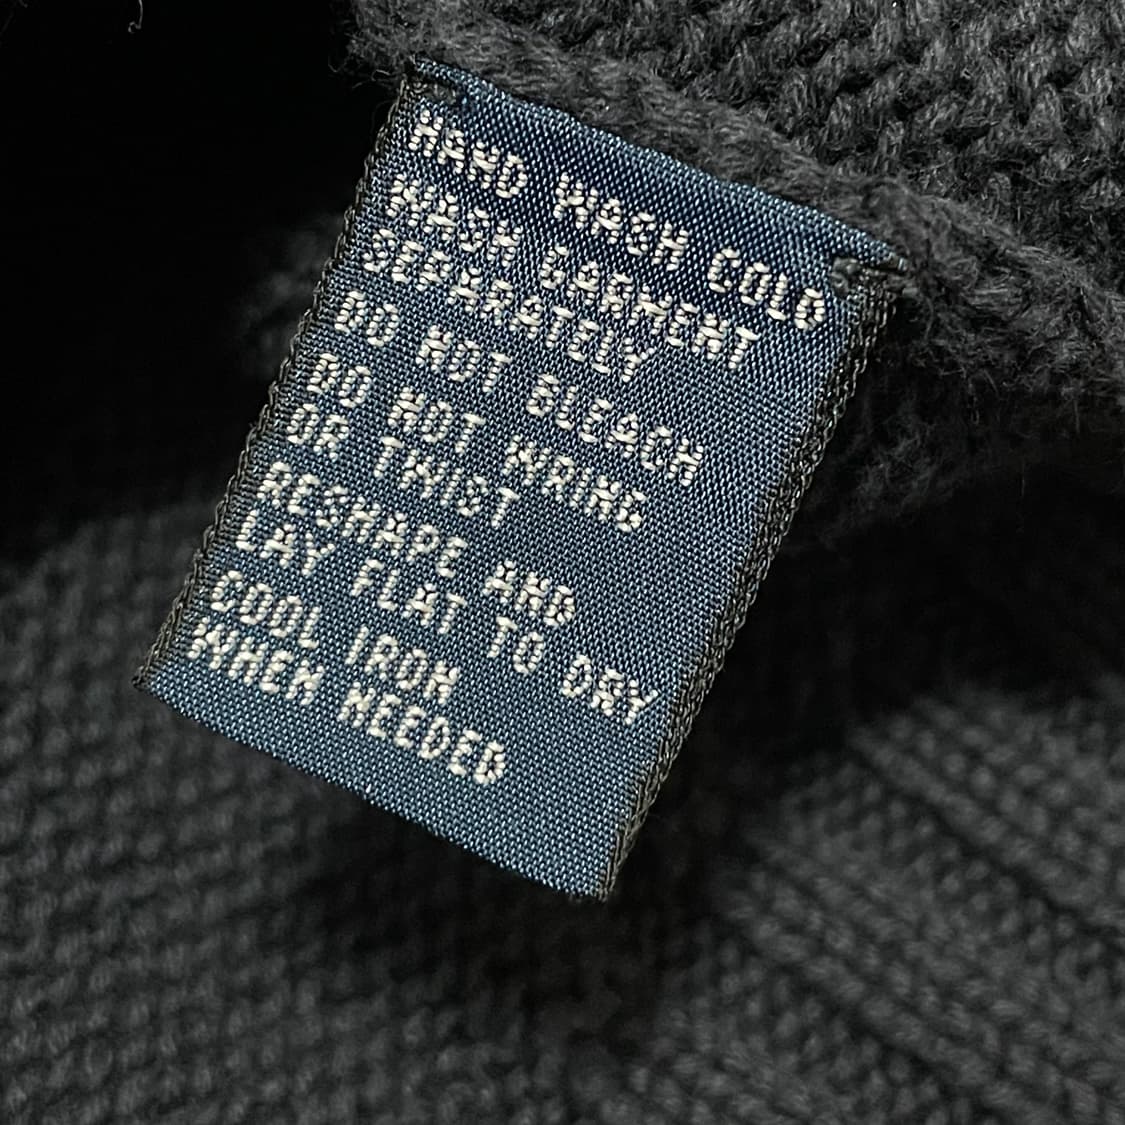 HAND WASH COLD
WASH GARMENT
SEPARATELY
DO NOT BLEACH
DO NOT WRING
OR TWIST
RESHAPE AND
LAY FLAT TO DRY
COOL IRON
WHEN NEEDED